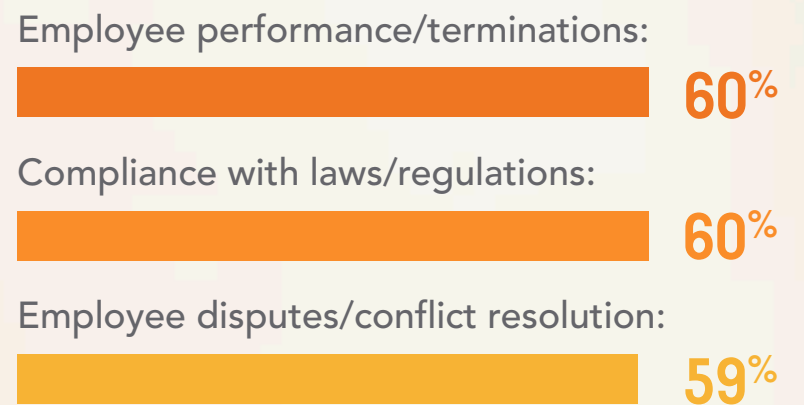 Employee performance/terminations:
60%
Compliance with laws/regulations:
60%
Employee disputes/conflict resolution:
59%